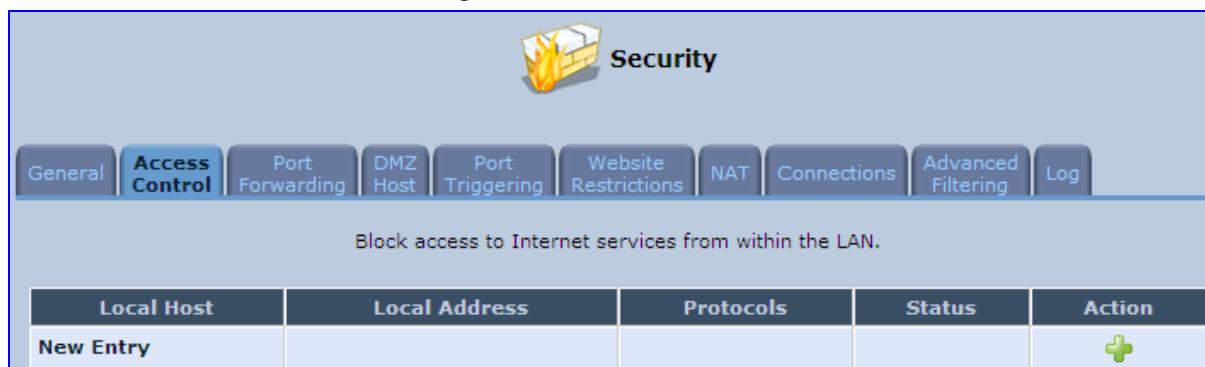 Security
General Access Control Port Forwarding DMZ Host Port Triggering Website Restrictions NAT Connections Advanced Filtering Log
Block access to Internet services from within the LAN.
Local Host Local Address Protocols Status Action
New Entry